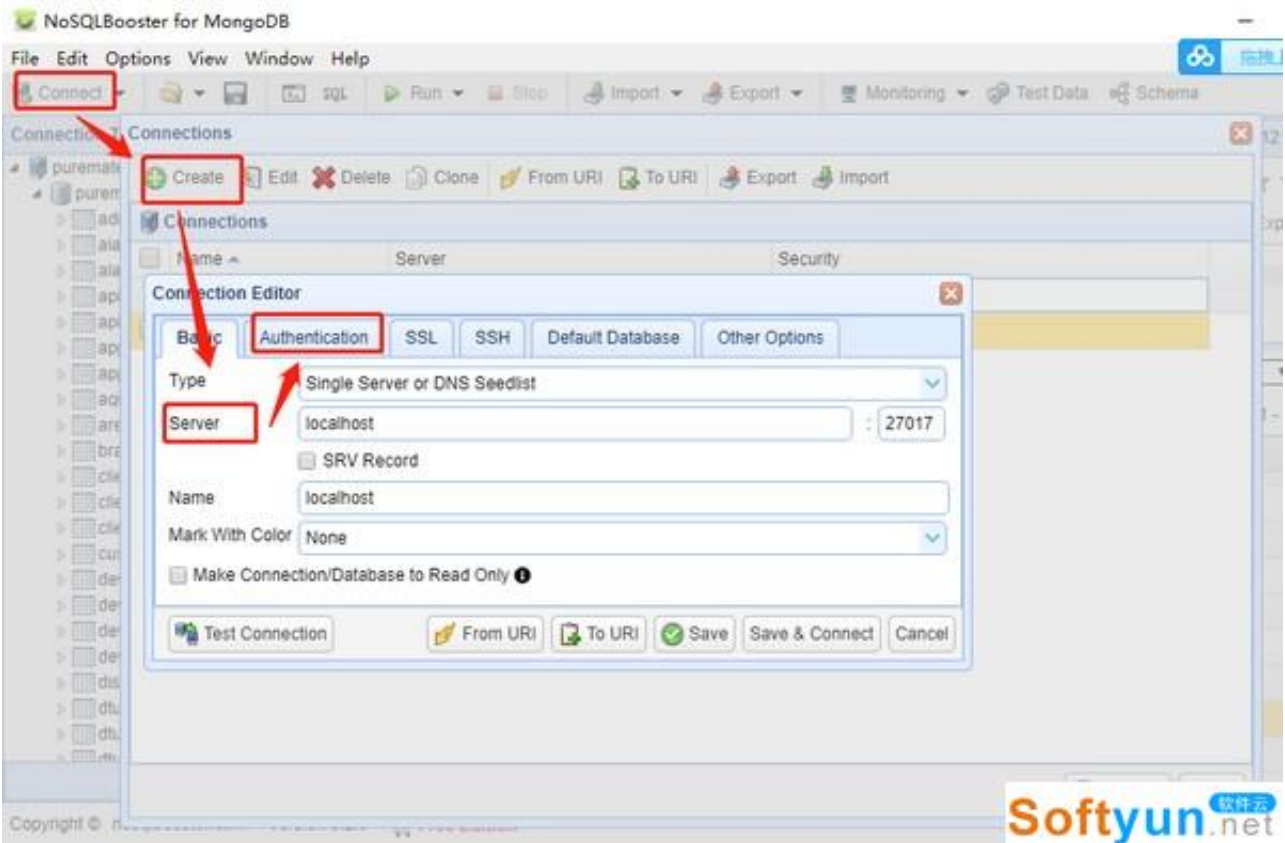 NoSQLBooster for MongoDB
File Edit Options View Window Help
Connect SQL Run Stop Import Export Monitoring Test Data Schema
Connections
Create Edit Delete Clone From URI To URI Export Import
Connections
Name Server Security
Connection Editor
Basic Authentication SSL SSH Default Database Other Options
Type Single Server or DNS Seedlist
Server localhost : 27017
SRV Record
Name localhost
Mark With Color None
Make Connection/Database to Read Only
Test Connection From URI To URI Save Save & Connect Cancel
Copyright ©
Softyun.net 软件云